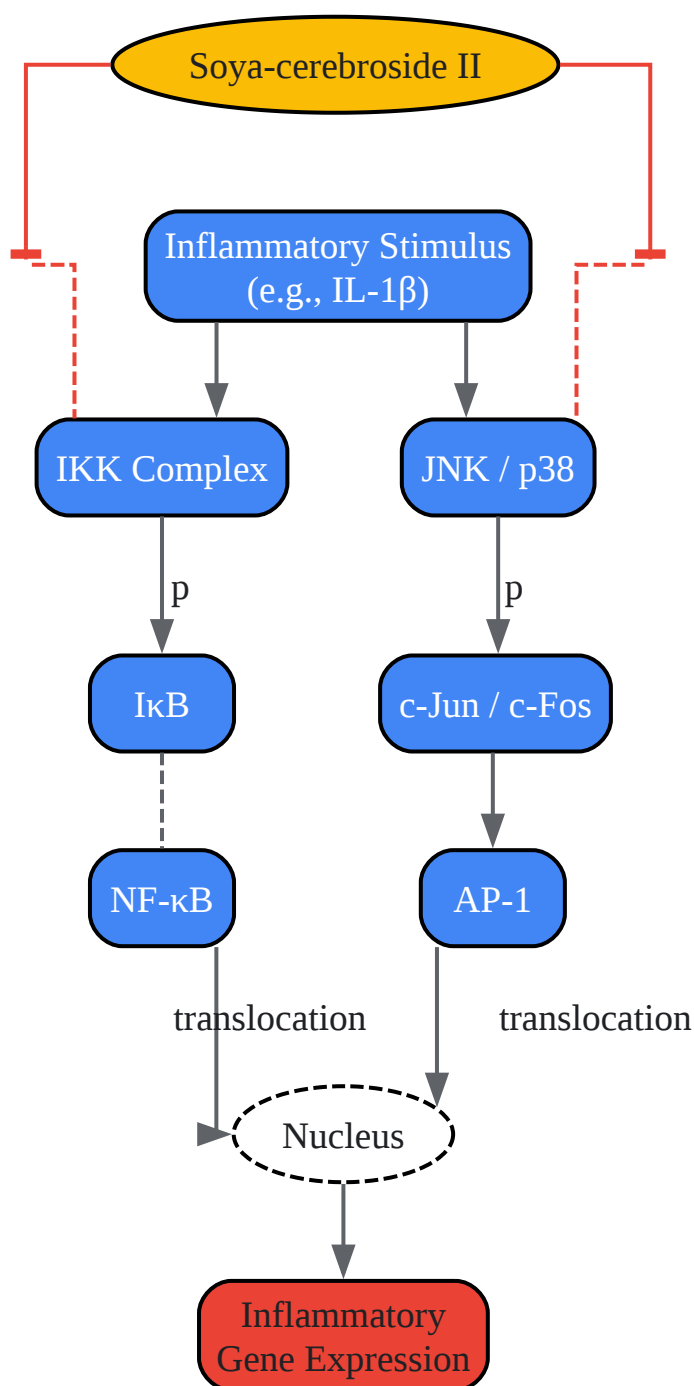 Soya-cerebroside II
Inflammatory Stimulus
(e.g., IL-1β)
IKK Complex
JNK / p38
p
p
IκB
c-Jun / c-Fos
NF-κB
AP-1
translocation
translocation
Nucleus
Inflammatory
Gene Expression